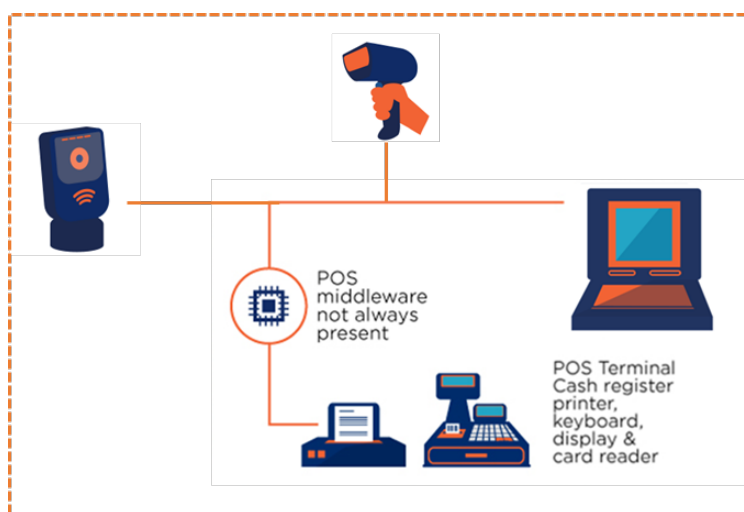 POS
middleware
not always
present
POS Terminal
Cash register
printer,
keyboard,
display &
card reader